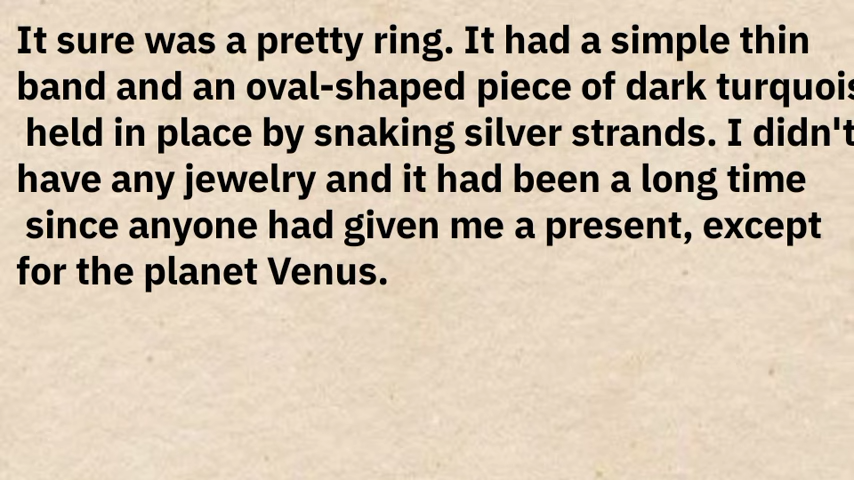 It sure was a pretty ring. It had a simple thin
band and an oval-shaped piece of dark turquois
held in place by snaking silver strands. I didn't
have any jewelry and it had been a long time
since anyone had given me a present, except
for the planet Venus.